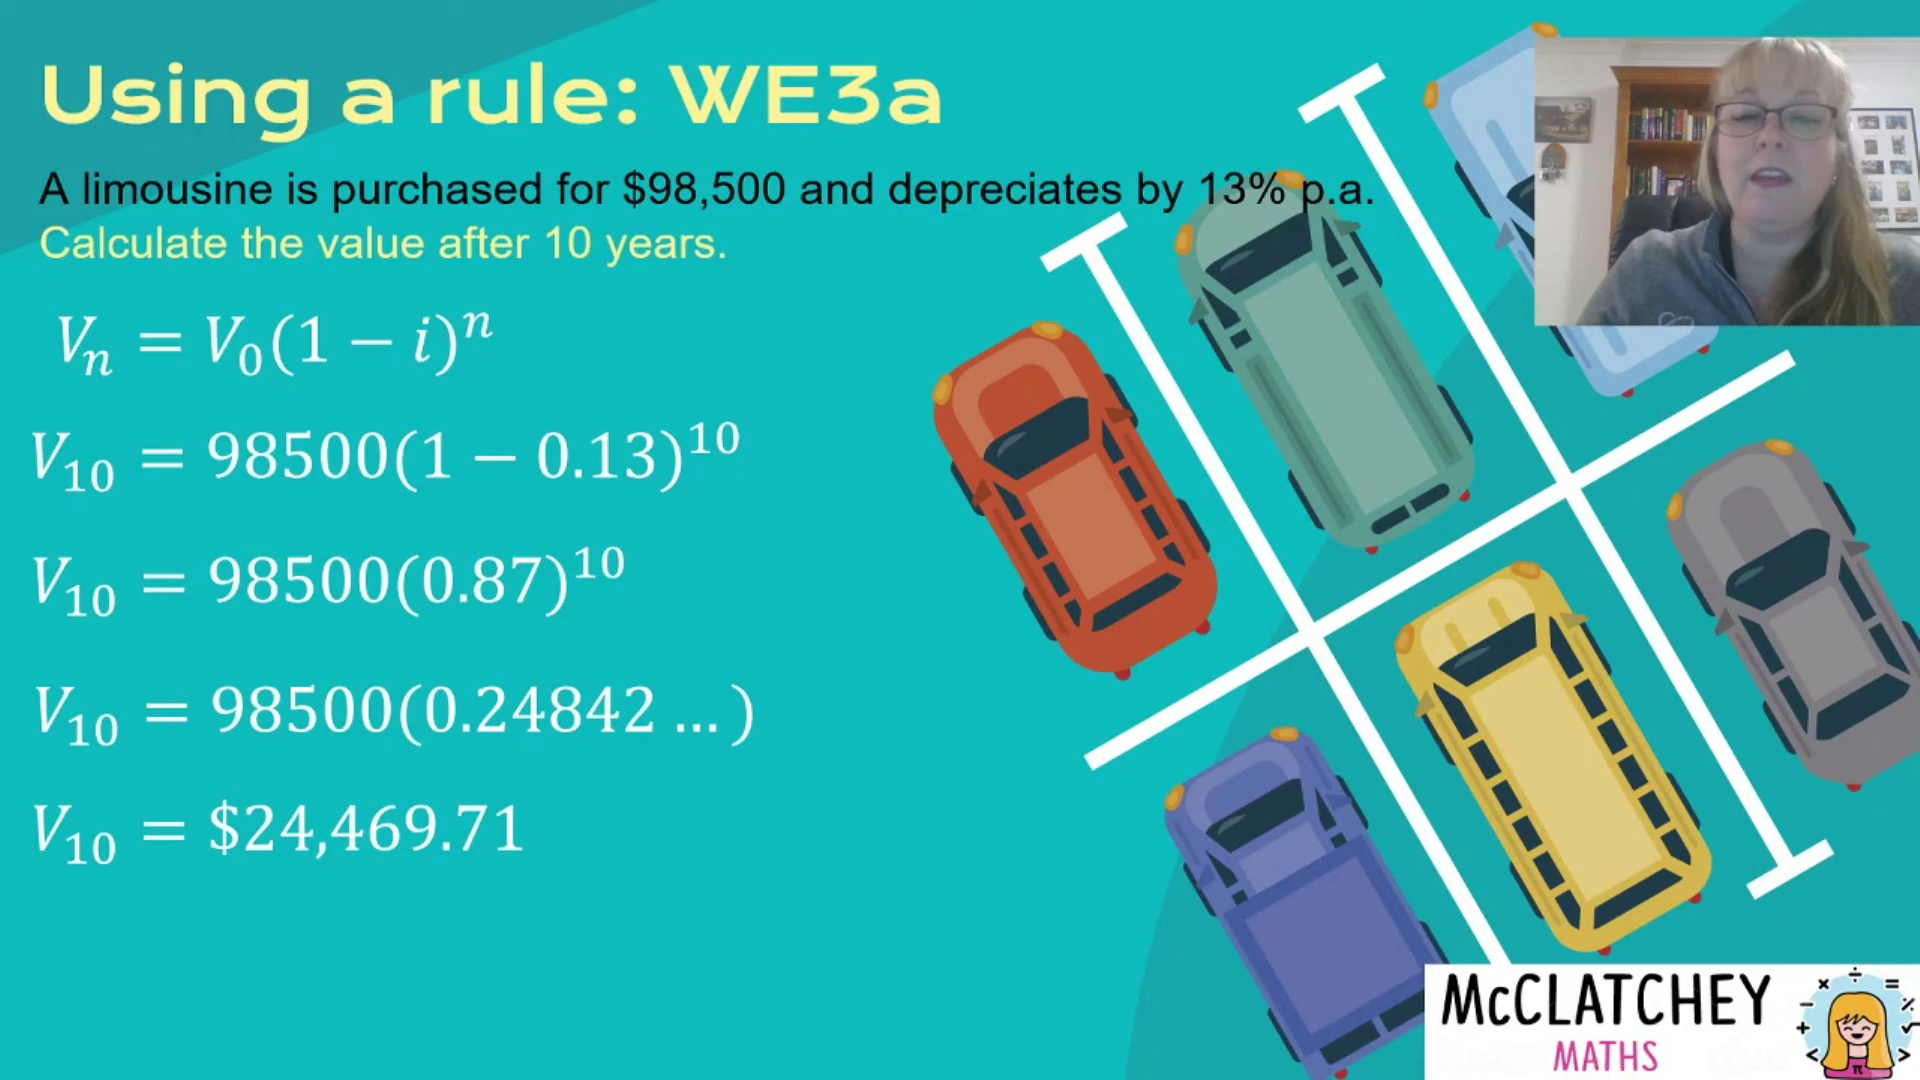 Using a rule: WE3a
A limousine is purchased for $98,500 and depreciates by 13% p.a.
Calculate the value after 10 years.
Vₙ = V₀(1 − i)ⁿ
V₁₀ = 98500(1 − 0.13)¹⁰
V₁₀ = 98500(0.87)¹⁰
V₁₀ = 98500(0.24842 … )
V₁₀ = $24,469.71
McCLATCHEY
MATHS